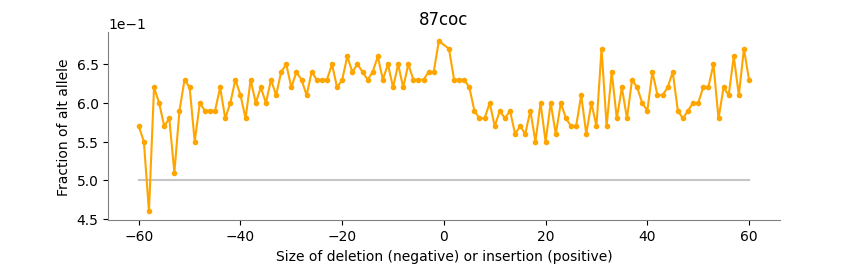 87coc
1e−1
Fraction of alt allele
6.5
6.0
5.5
5.0
4.5
−60 −40 −20 0 20 40 60
Size of deletion (negative) or insertion (positive)